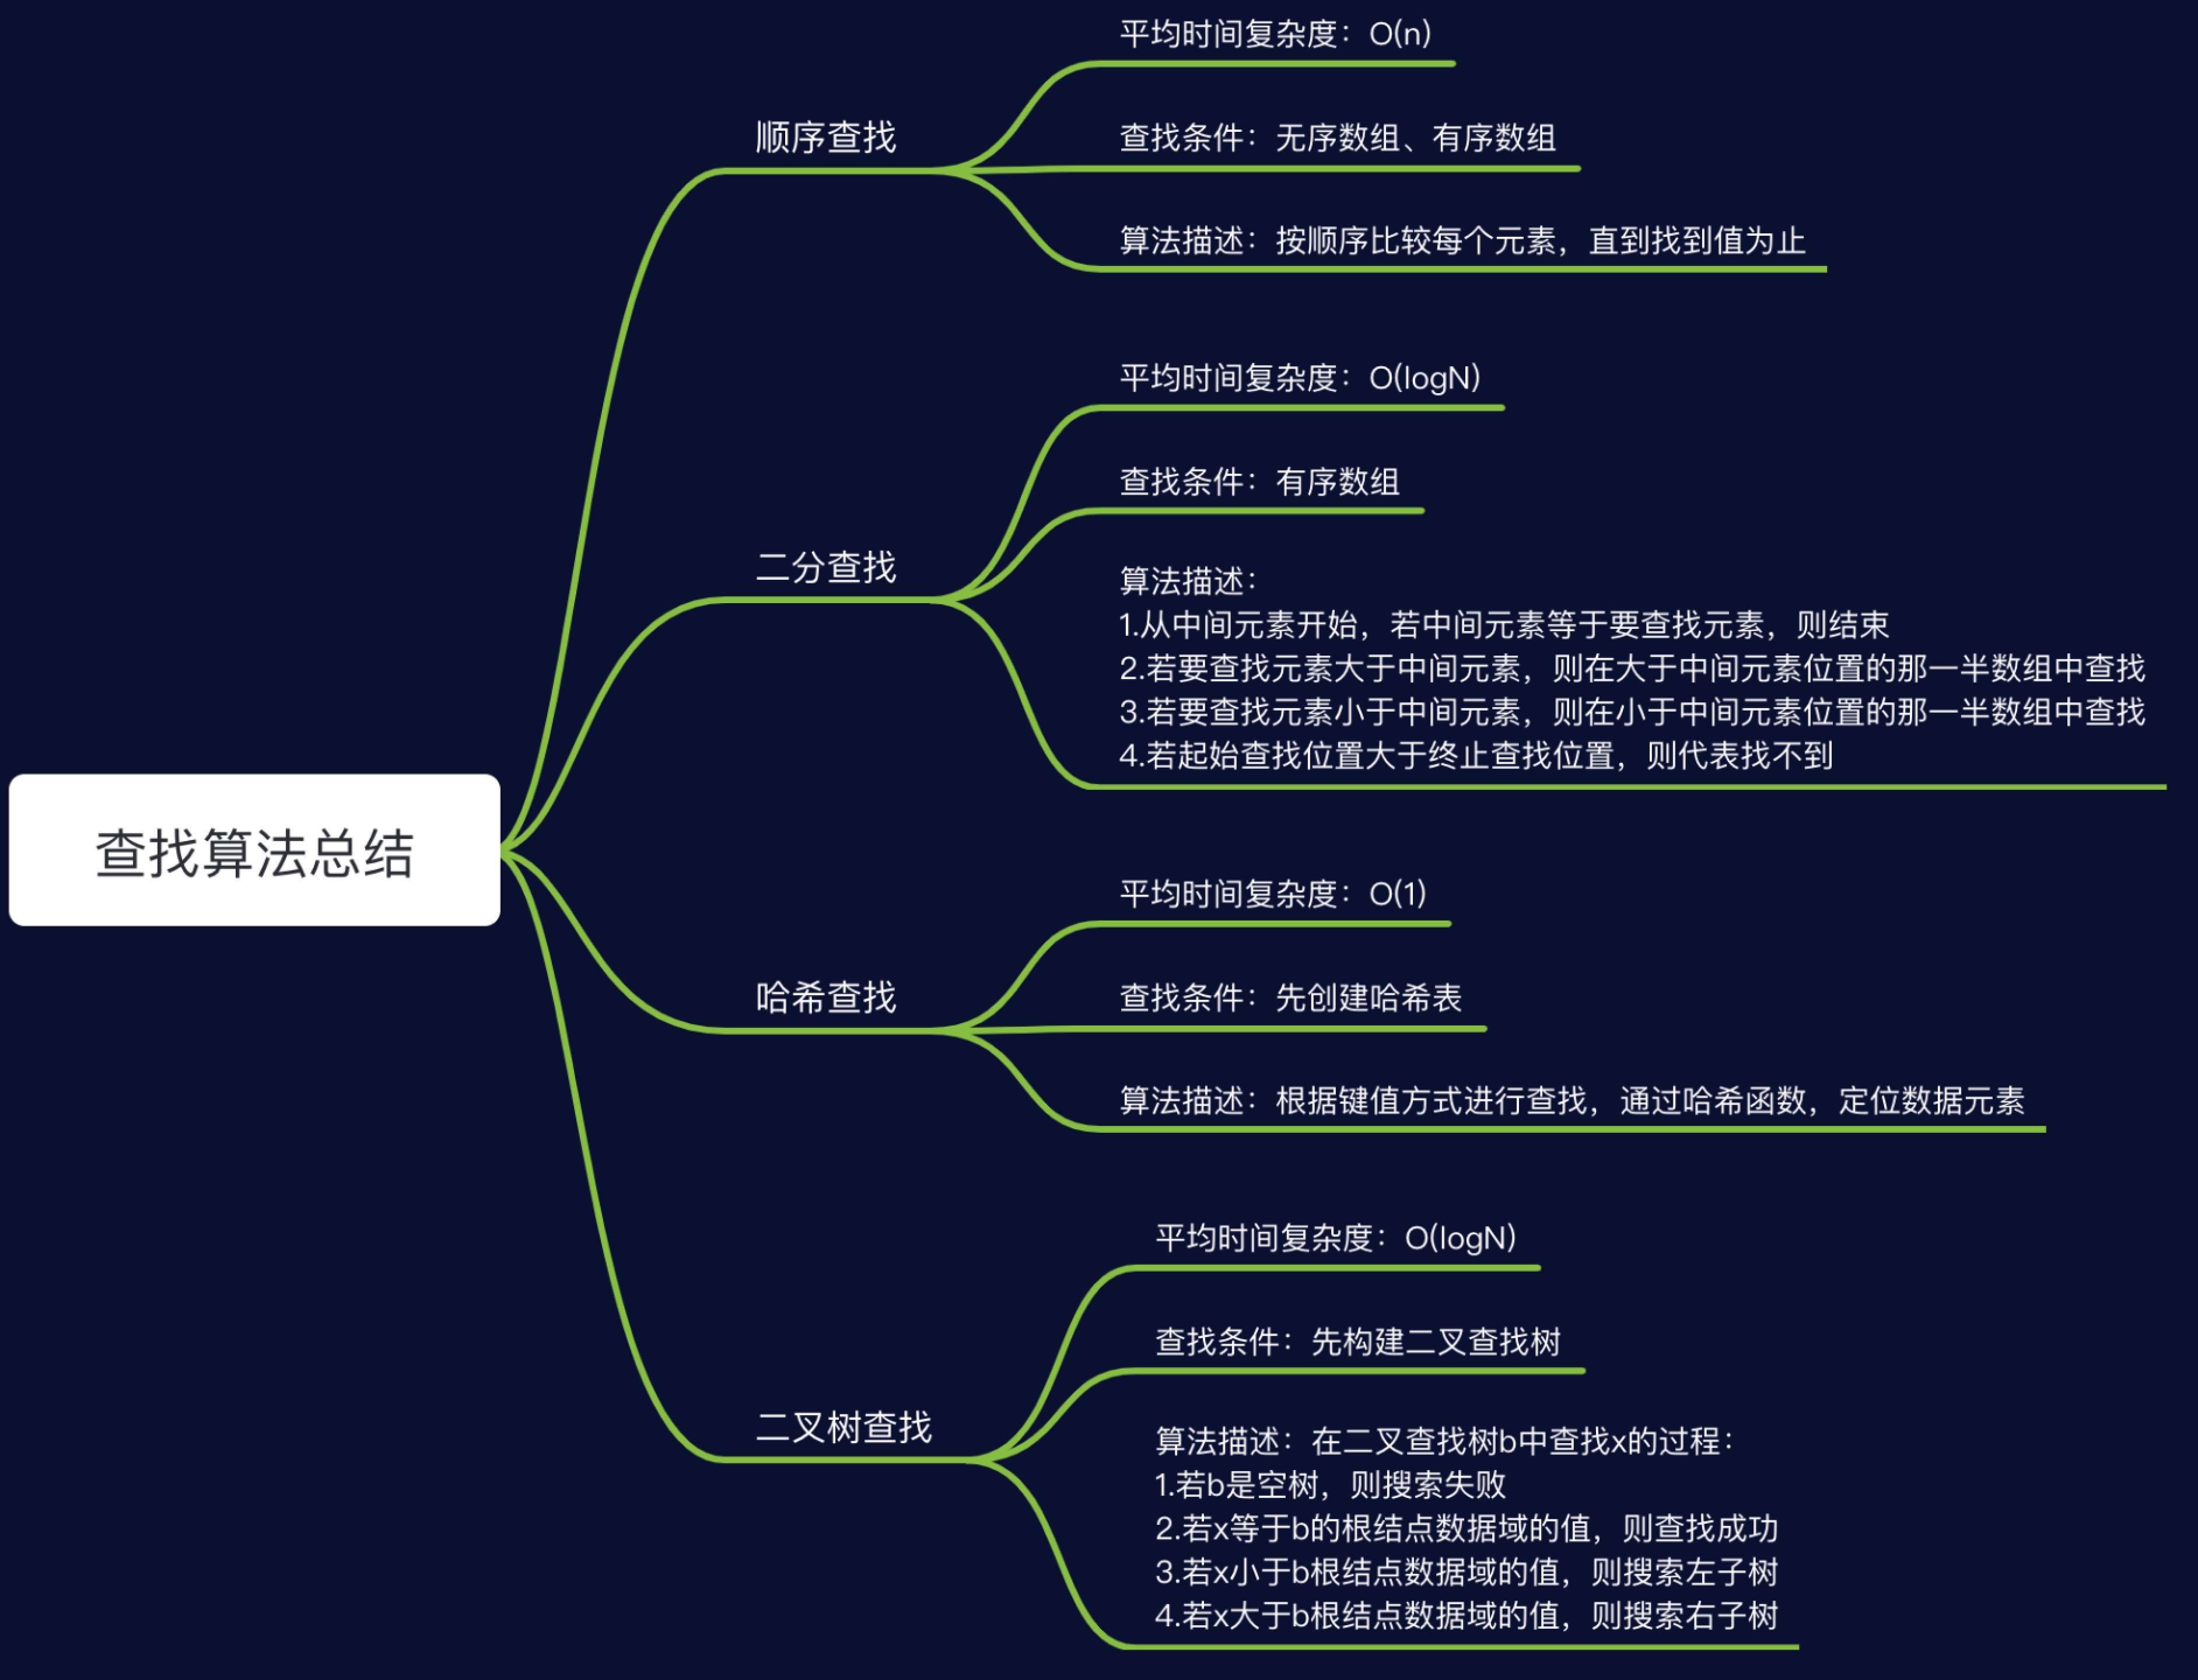 查找算法总结
顺序查找
平均时间复杂度：O(n)
查找条件：无序数组、有序数组
算法描述：按顺序比较每个元素，直到找到值为止
二分查找
平均时间复杂度：O(logN)
查找条件：有序数组
算法描述：
1.从中间元素开始，若中间元素等于要查找元素，则结束
2.若要查找元素大于中间元素，则在大于中间元素位置的那一半数组中查找
3.若要查找元素小于中间元素，则在小于中间元素位置的那一半数组中查找
4.若起始查找位置大于终止查找位置，则代表找不到
哈希查找
平均时间复杂度：O(1)
查找条件：先创建哈希表
算法描述：根据键值方式进行查找，通过哈希函数，定位数据元素
二叉树查找
平均时间复杂度：O(logN)
查找条件：先构建二叉查找树
算法描述：在二叉查找树b中查找x的过程：
1.若b是空树，则搜索失败
2.若x等于b的根结点数据域的值，则查找成功
3.若x小于b根结点数据域的值，则搜索左子树
4.若x大于b根结点数据域的值，则搜索右子树